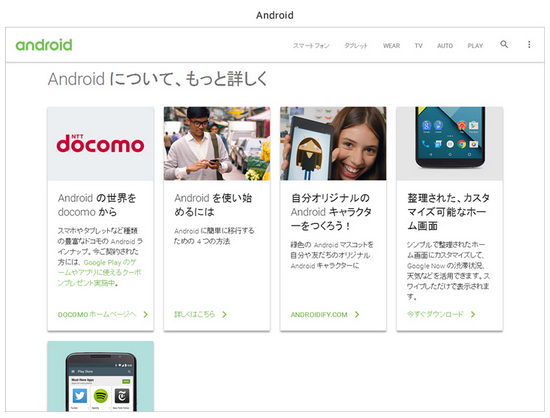 Android
android
スマートフォン タブレット WEAR TV AUTO PLAY
Android について、もっと詳しく
NTT
docomo
Android の世界を
docomo から
スマホやタブレットなど種類
の豊富なドコモの Android ラ
インナップ。今ご契約された
方には、Google Play のゲ
ームやアプリに使えるクーポ
ンプレゼント実施中。
DOCOMO ホームページへ
Android を使い始
めるには
Android に簡単に移行する
ための 4 つの方法
詳しくはこちら
自分オリジナルの
Android キャラクタ
ーをつくろう！
緑色の Android マスコットを
自分や友だちのオリジナル
Android キャラクターに
ANDROIDIFY.COM
整理された、カスタ
マイズ可能なホー
ム画面
シンプルで整理されたホー
ム画面にカスタマイズして、
Google Now の渋滞状況、
天気などを活用できます。ス
ワイプしただけで表示されま
す。
今すぐダウンロード
Play Store
Must-Have Apps